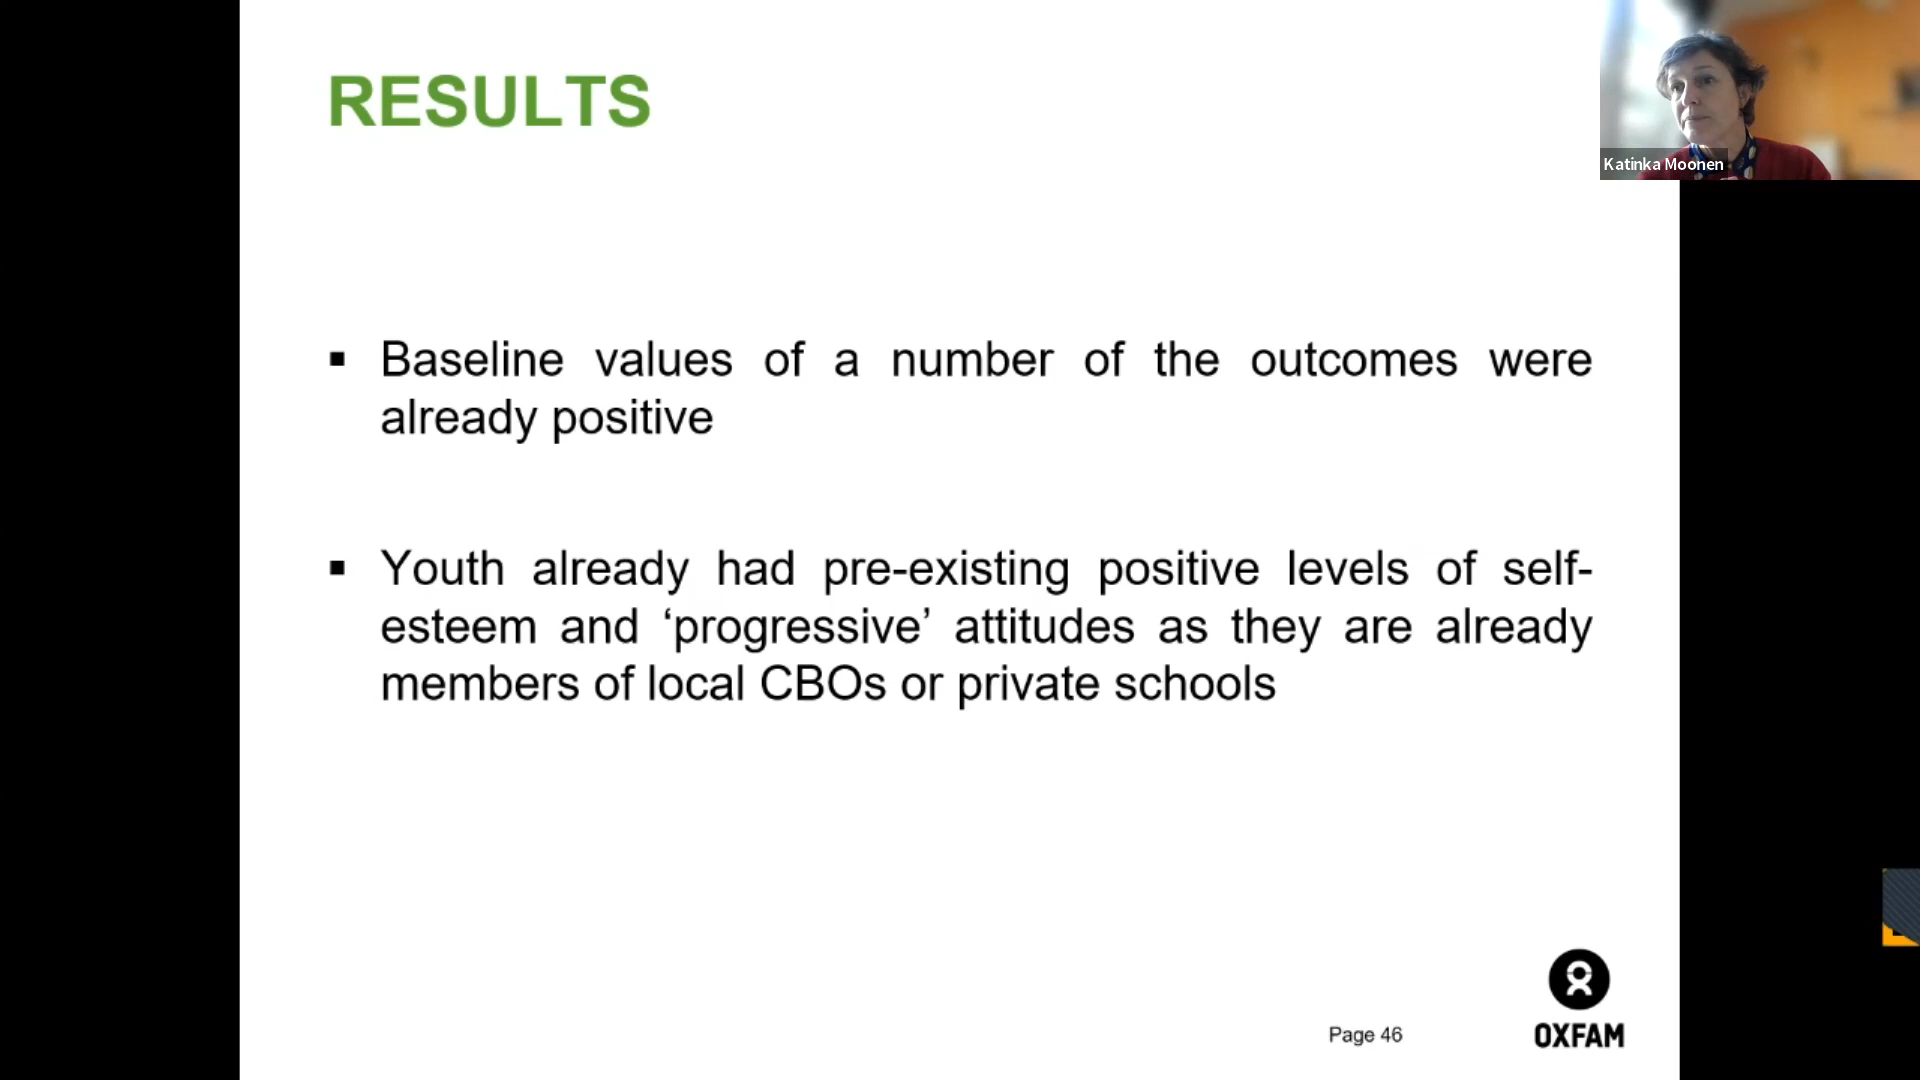 RESULTS
Katinka Moonen
▪ Baseline values of a number of the outcomes were
already positive
▪ Youth already had pre-existing positive levels of self-
esteem and ‘progressive’ attitudes as they are already
members of local CBOs or private schools
Page 46
OXFAM